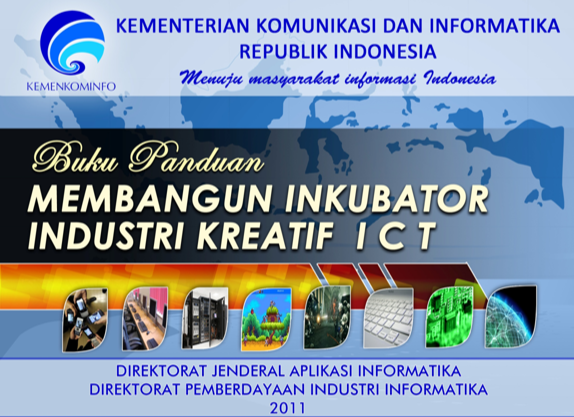 KEMENTERIAN KOMUNIKASI DAN INFORMATIKA
REPUBLIK INDONESIA
Menuju masyarakat informasi Indonesia
KEMENKOMINFO
Buku Panduan
MEMBANGUN INKUBATOR
INDUSTRI KREATIF I C T
DIREKTORAT JENDERAL APLIKASI INFORMATIKA
DIREKTORAT PEMBERDAYAAN INDUSTRI INFORMATIKA
2011